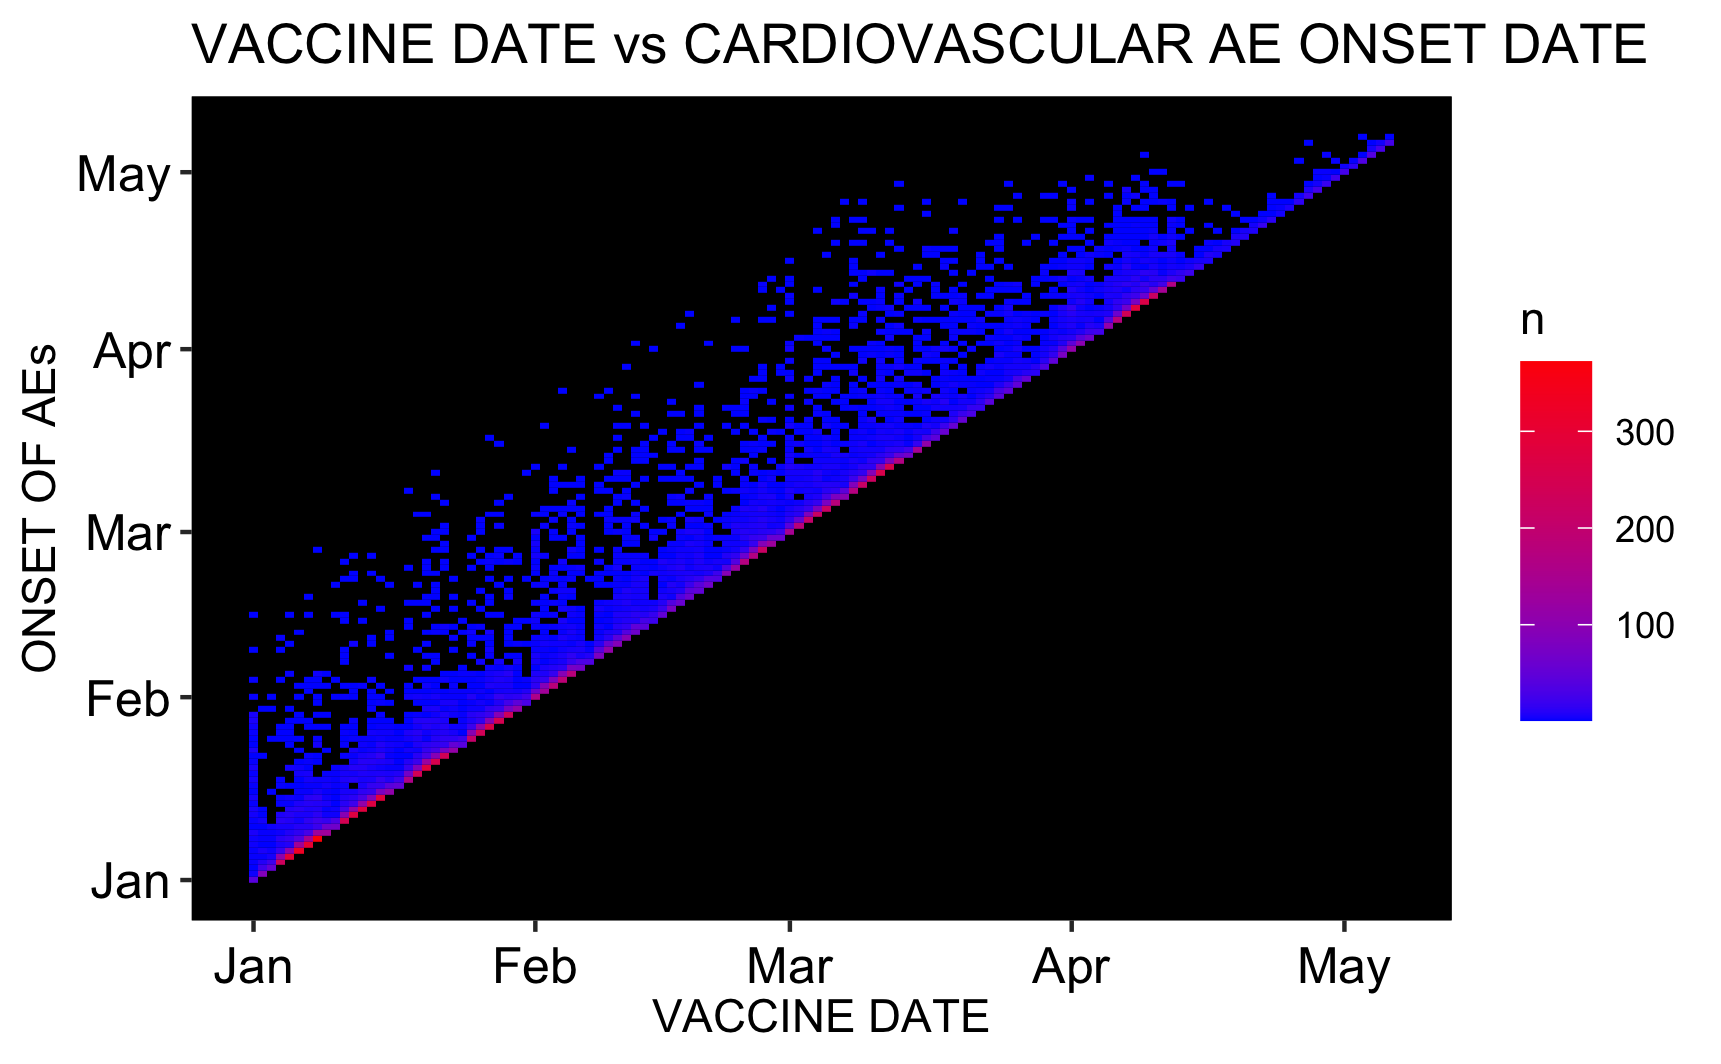 VACCINE DATE vs CARDIOVASCULAR AE ONSET DATE
ONSET OF AEs
May
Apr
Mar
Feb
Jan
Jan Feb Mar Apr May
VACCINE DATE
n
300
200
100